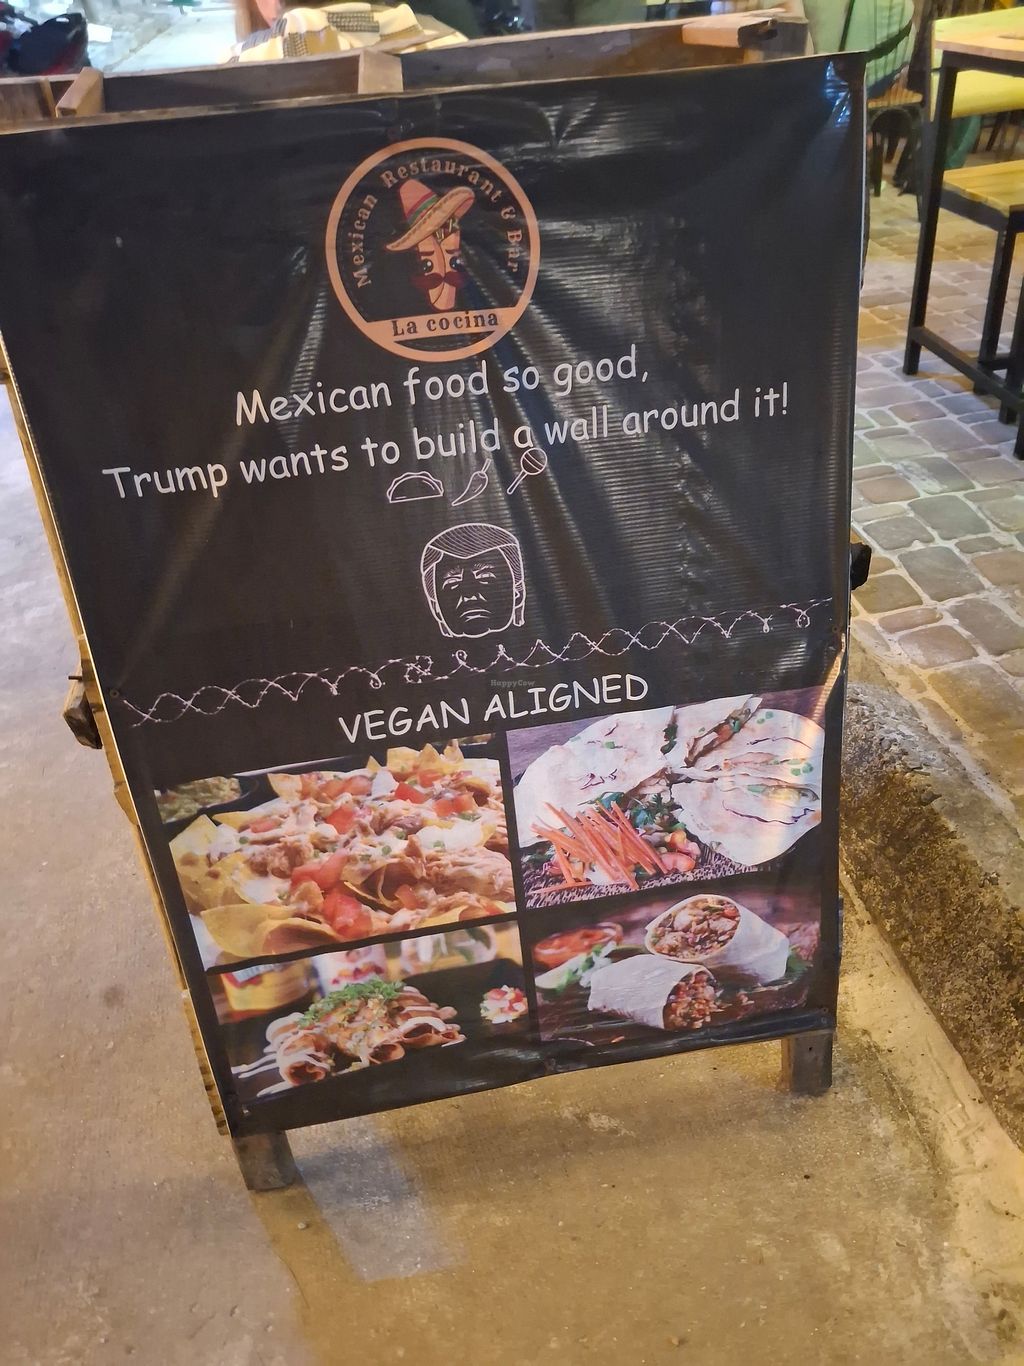 Mexican Restaurant & Bar
La cocina
Mexican food so good,
Trump wants to build a wall around it!
HappyCow
VEGAN ALIGNED